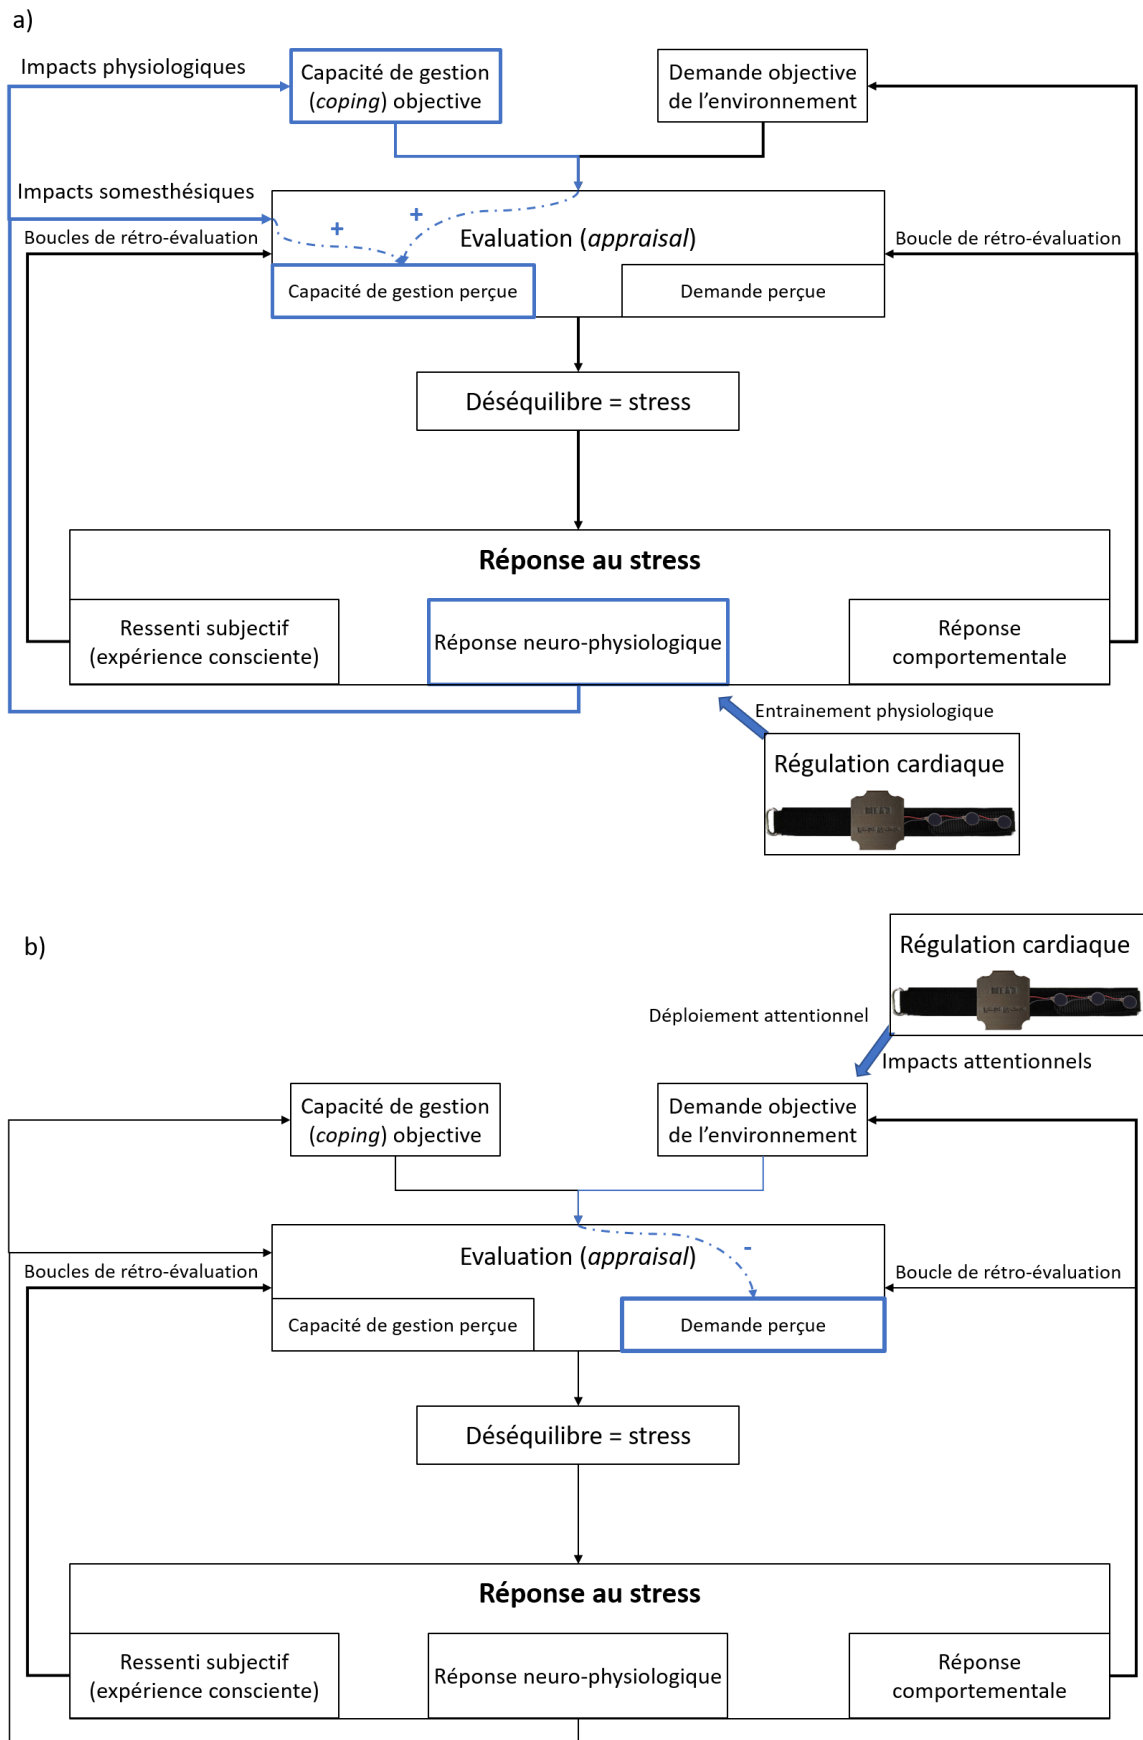 a)
Impacts physiologiques
Capacité de gestion
(coping) objective
Demande objective
de l'environnement
Impacts somesthésiques
+
+
Boucles de rétro-évaluation
Evaluation (appraisal)
Boucle de rétro-évaluation
Capacité de gestion perçue
Demande perçue
Déséquilibre = stress
Réponse au stress
Ressenti subjectif
(expérience consciente)
Réponse neuro-physiologique
Réponse
comportementale
Entrainement physiologique
Régulation cardiaque
b)
Régulation cardiaque
Déploiement attentionnel
Impacts attentionnels
Capacité de gestion
(coping) objective
Demande objective
de l'environnement
-
Boucles de rétro-évaluation
Evaluation (appraisal)
Boucle de rétro-évaluation
Capacité de gestion perçue
Demande perçue
Déséquilibre = stress
Réponse au stress
Ressenti subjectif
(expérience consciente)
Réponse neuro-physiologique
Réponse
comportementale